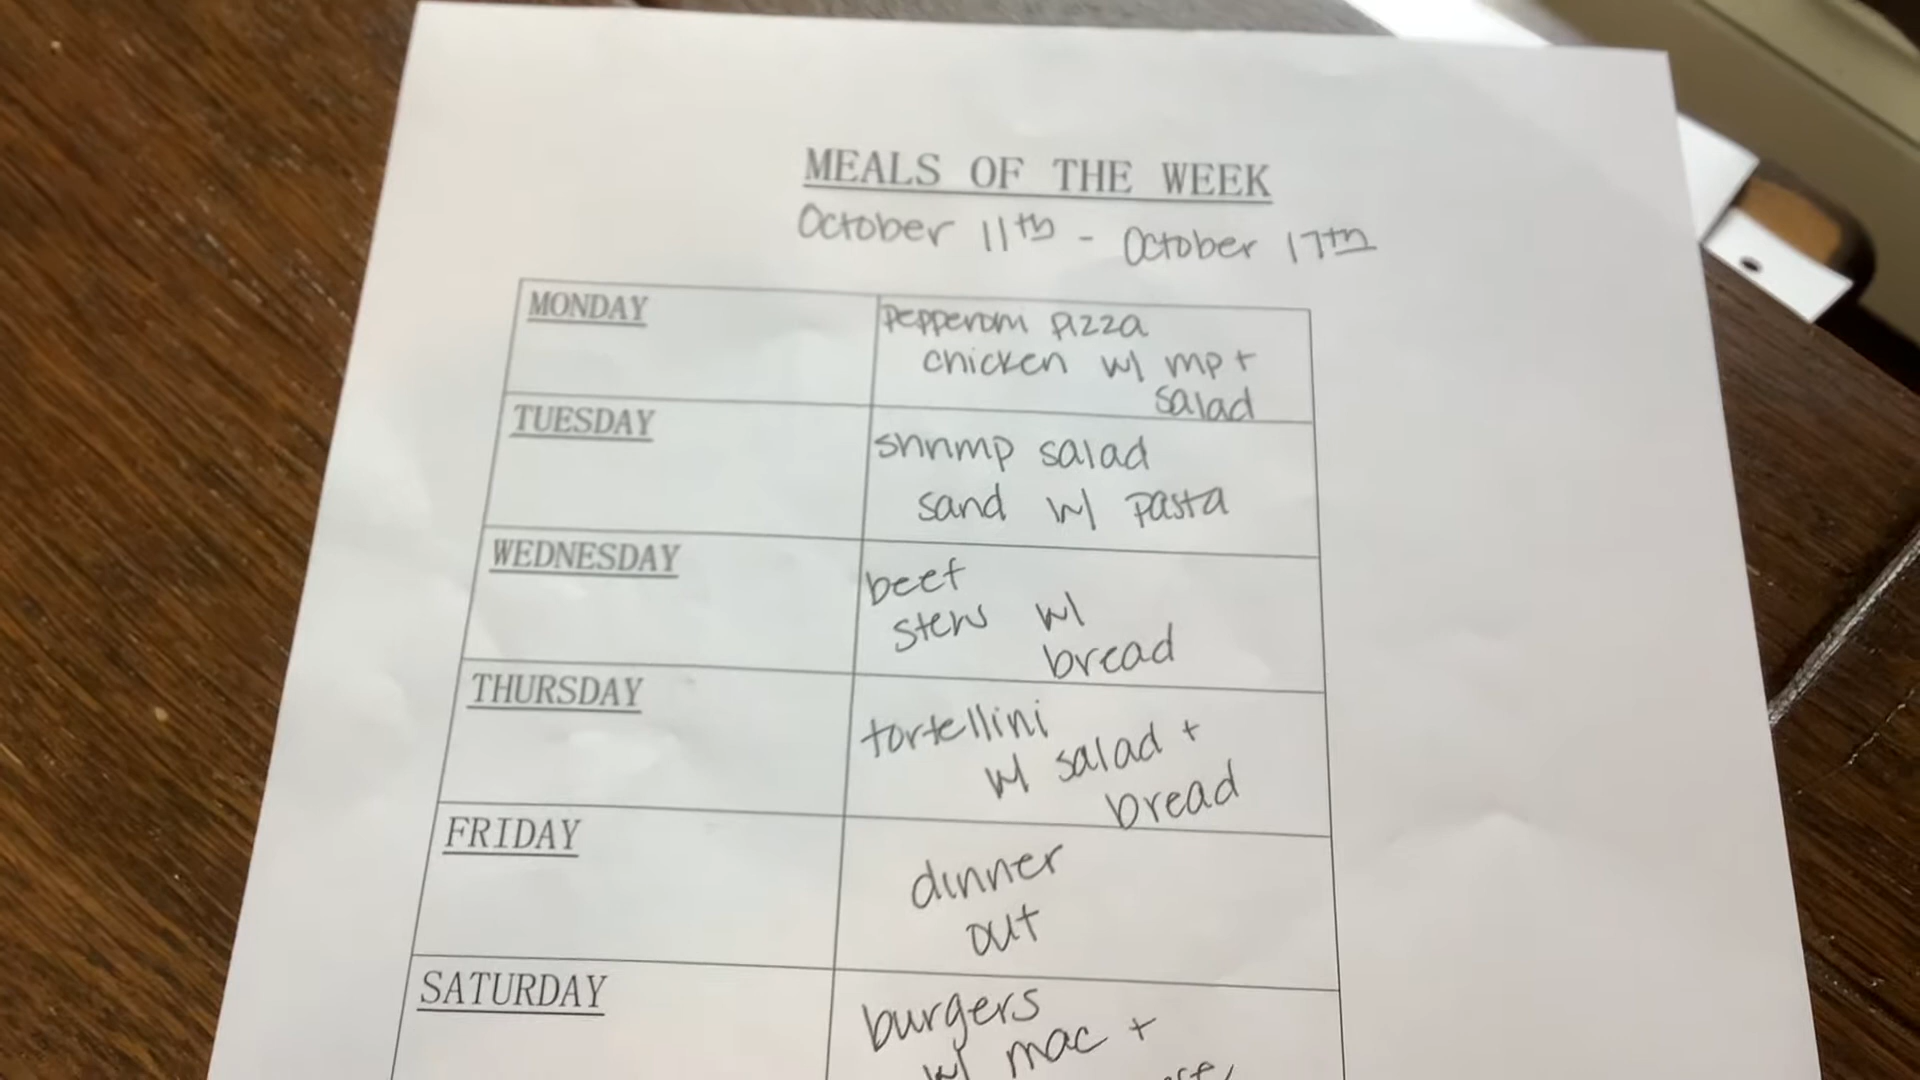 MEALS OF THE WEEK
October 11th - October 17th
MONDAY
pepperoni pizza
chicken w/ mp +
salad
TUESDAY
shrimp salad
sand w/ pasta
WEDNESDAY
beef
stew w/
bread
THURSDAY
tortellini
w/ salad +
bread
FRIDAY
dinner
out
SATURDAY
burgers
w/ mac +